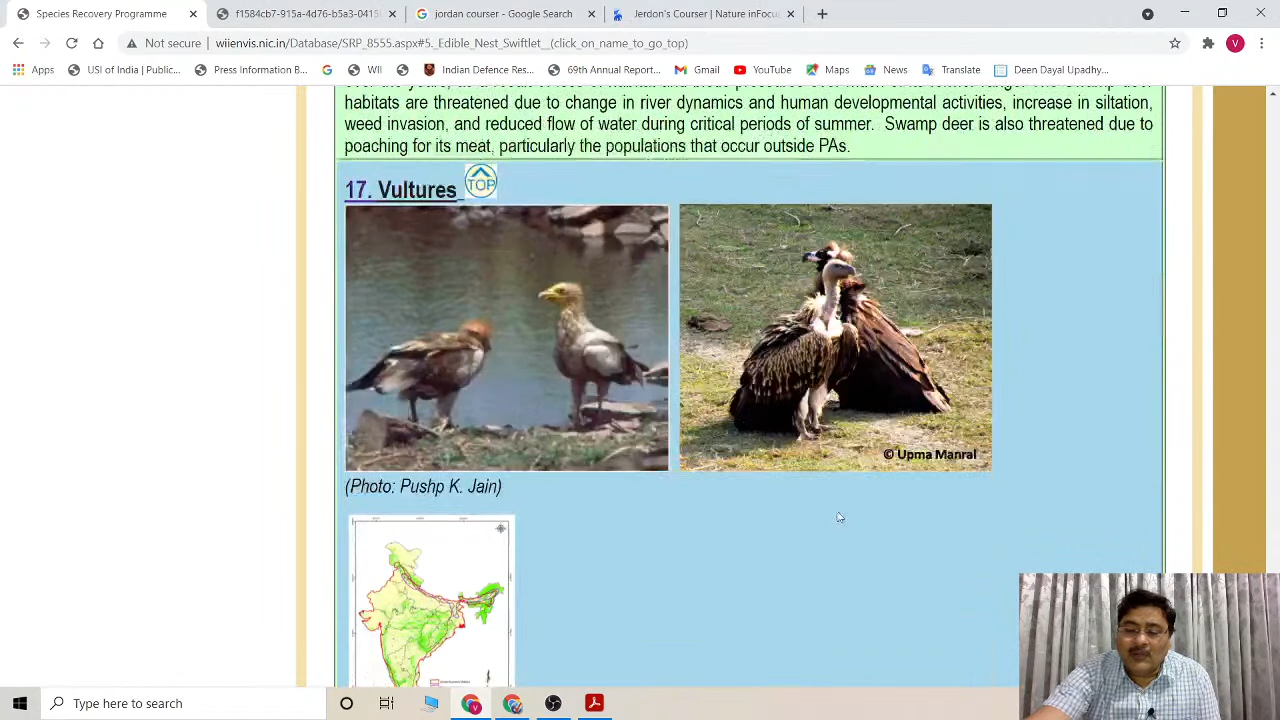 Species Recovery Programme
f1584cb7-915a-4d76-b5a3-0415
jordan courser - Google Search
Jerdon's Courser | Nature inFocu
Not secure | wiienvis.nic.in/Database/SRP_8555.aspx#5._Edible_Nest_Swiftlet_(click_on_name_to_go_top)
V
Apps
USI of India | Public...
Press Information B...
WII
Indian Defence Res...
69th Annual Report...
Gmail
YouTube
Maps
News
Translate
Deen Dayal Upadhy...
habitats are threatened due to change in river dynamics and human developmental activities, increase in siltation,
weed invasion, and reduced flow of water during critical periods of summer. Swamp deer is also threatened due to
poaching for its meat, particularly the populations that occur outside PAs.
17. Vultures
TOP
© Upma Manral
(Photo: Pushp K. Jain)
Type here to search